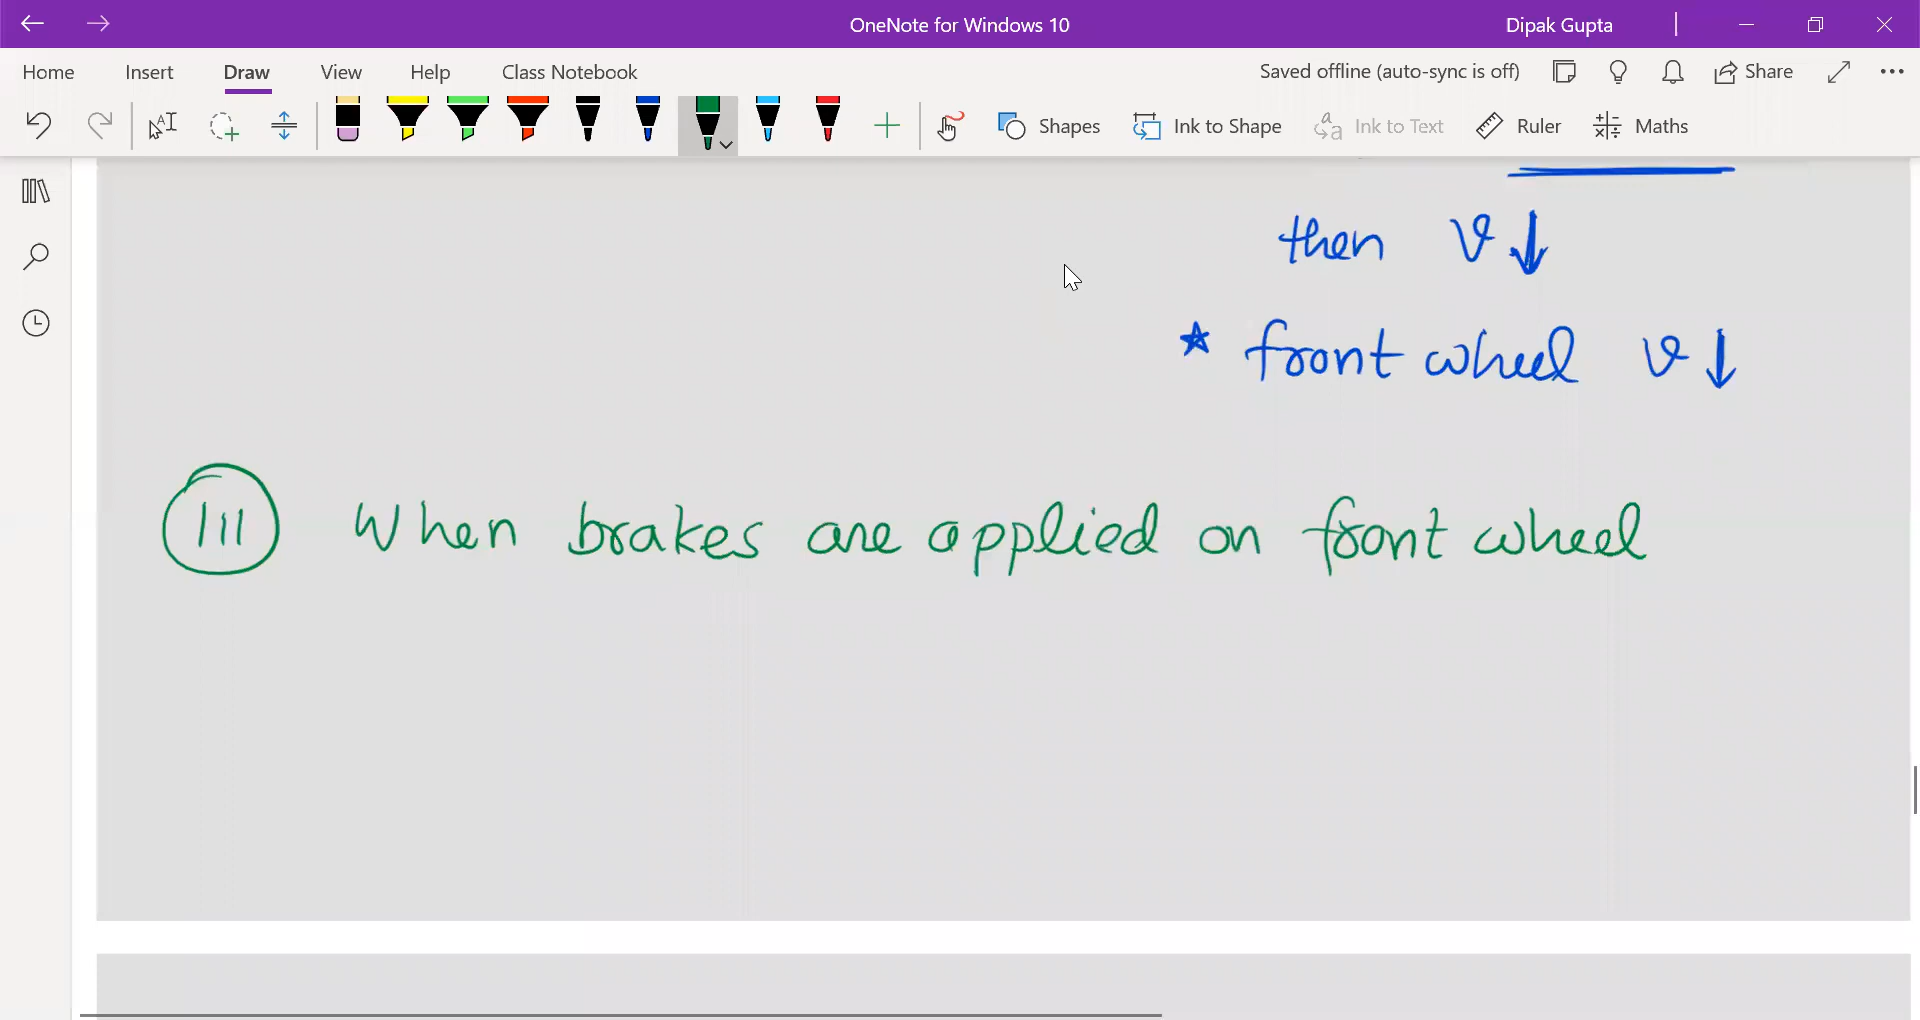 OneNote for Windows 10
Dipak Gupta
Home Insert Draw View Help Class Notebook
Saved offline (auto-sync is off) Share
Shapes Ink to Shape Ink to Text Ruler Maths
then v ↓
* front wheel v ↓
III When brakes are applied on front wheel